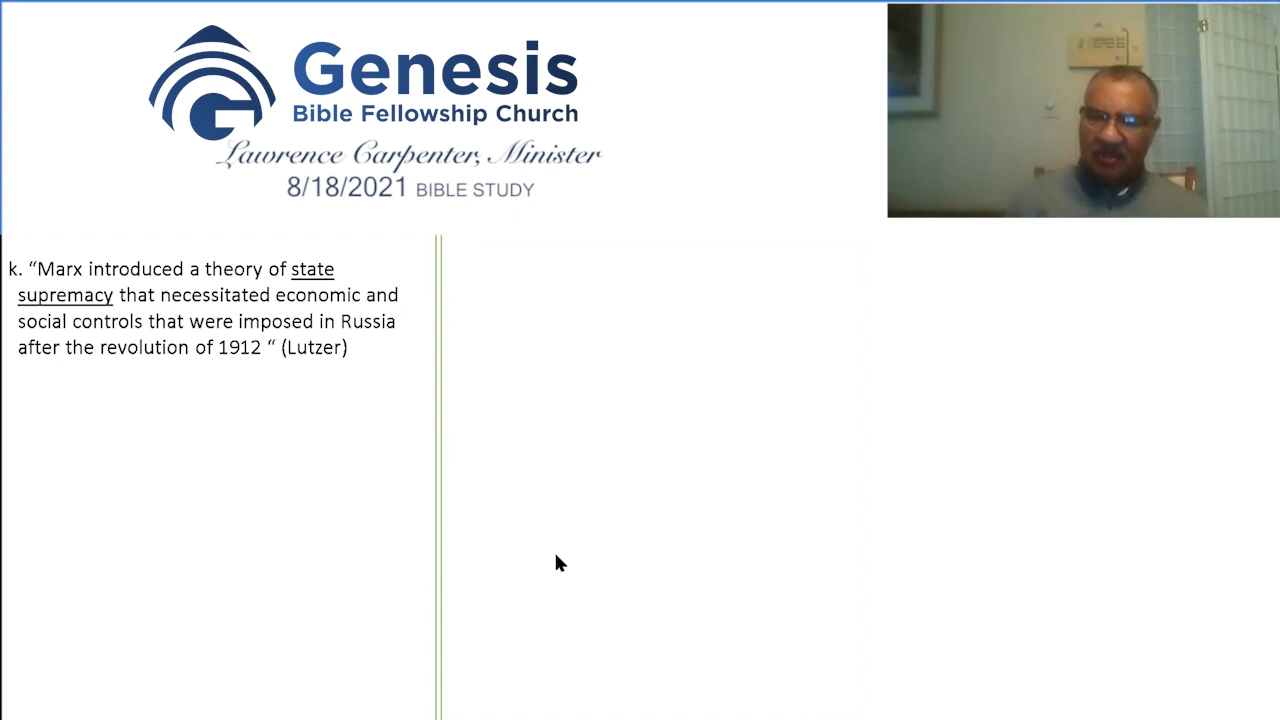 Genesis
Bible Fellowship Church
Lawrence Carpenter, Minister
8/18/2021 BIBLE STUDY
k. “Marx introduced a theory of state
supremacy that necessitated economic and
social controls that were imposed in Russia
after the revolution of 1912 “ (Lutzer)